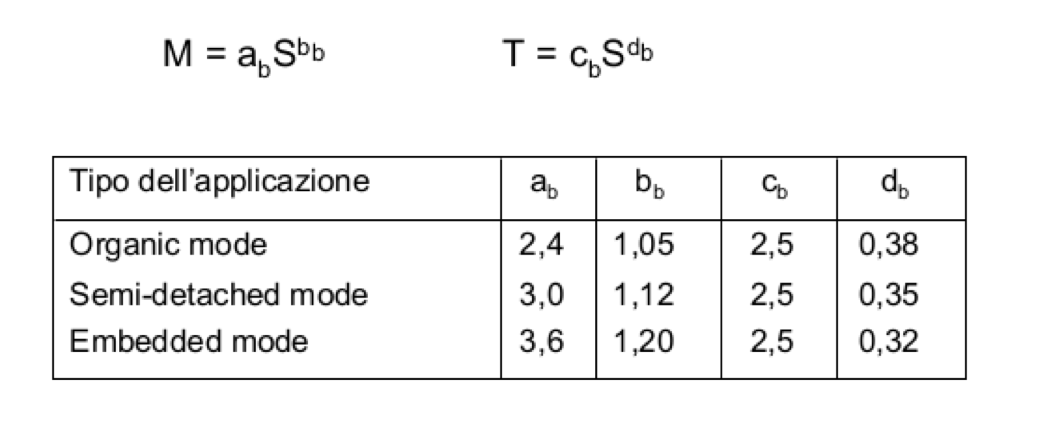 M = a_b S^b_b T = c_b S^d_b
Tipo dell'applicazione a_b b_b c_b d_b
Organic mode 2,4 1,05 2,5 0,38
Semi-detached mode 3,0 1,12 2,5 0,35
Embedded mode 3,6 1,20 2,5 0,32